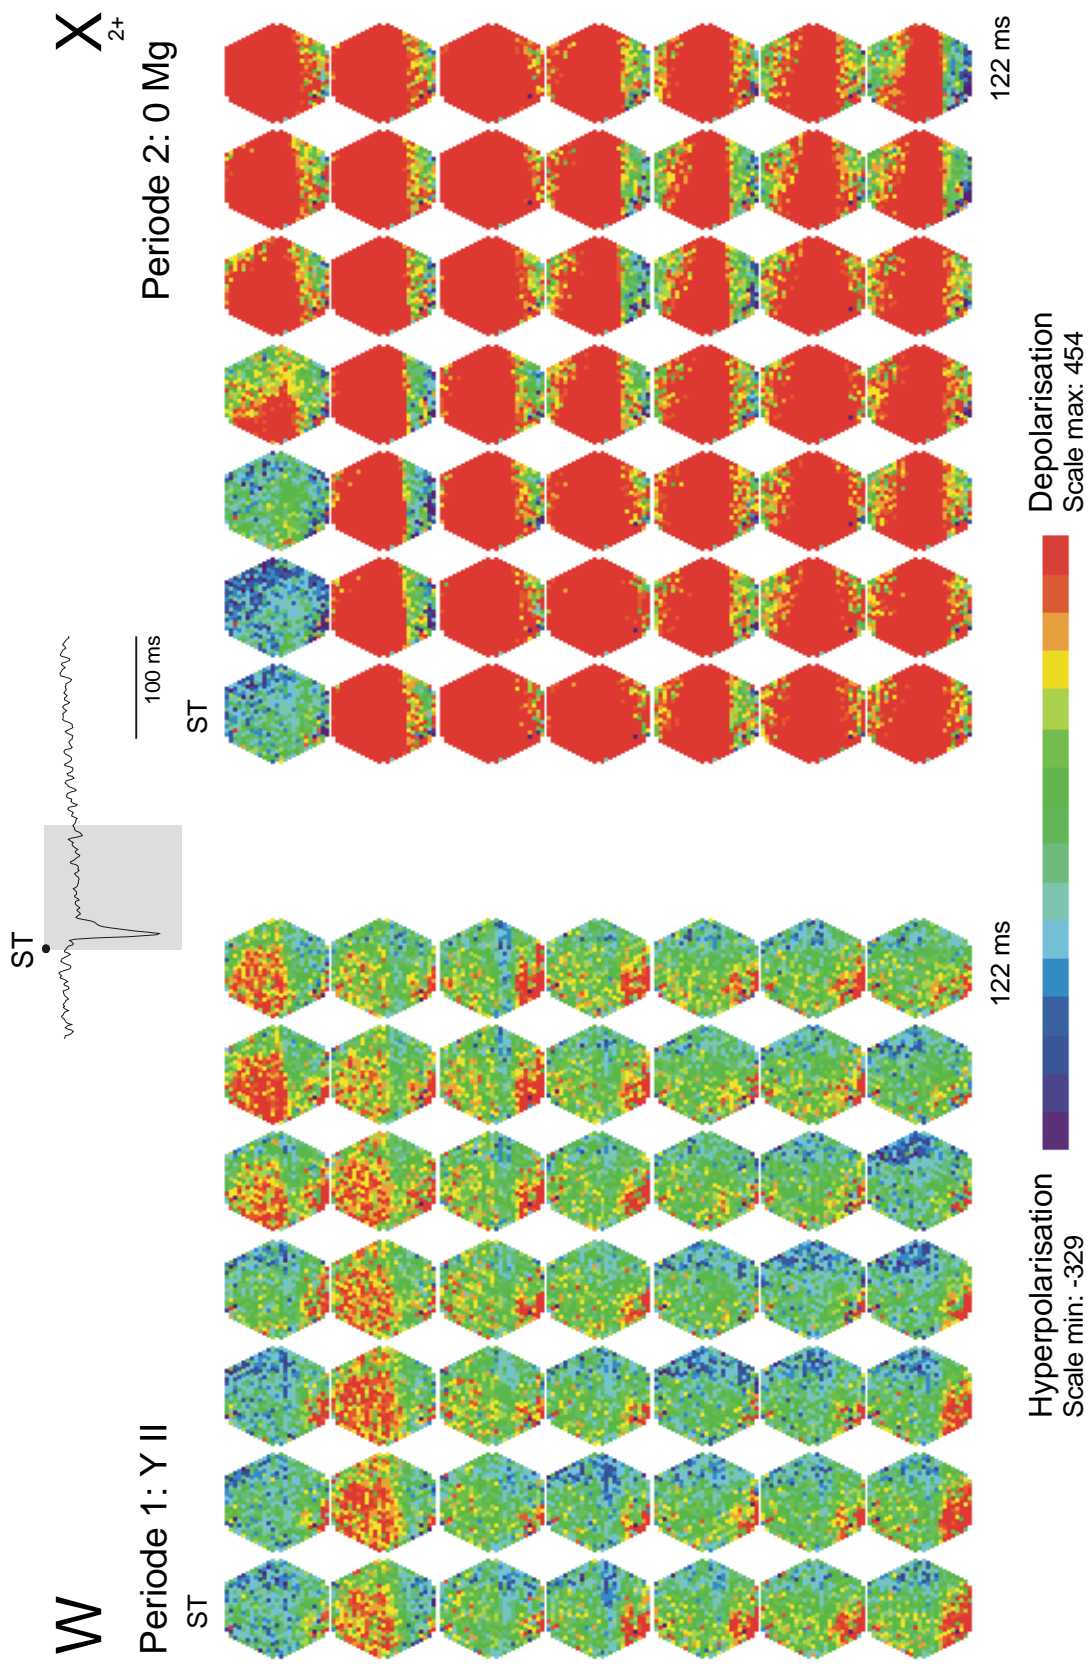 W
X
ST
Periode 1: Y II
Periode 2: 0 Mg2+
100 ms
ST
ST
122 ms
122 ms
Hyperpolarisation
Scale min: -329
Depolarisation
Scale max: 454